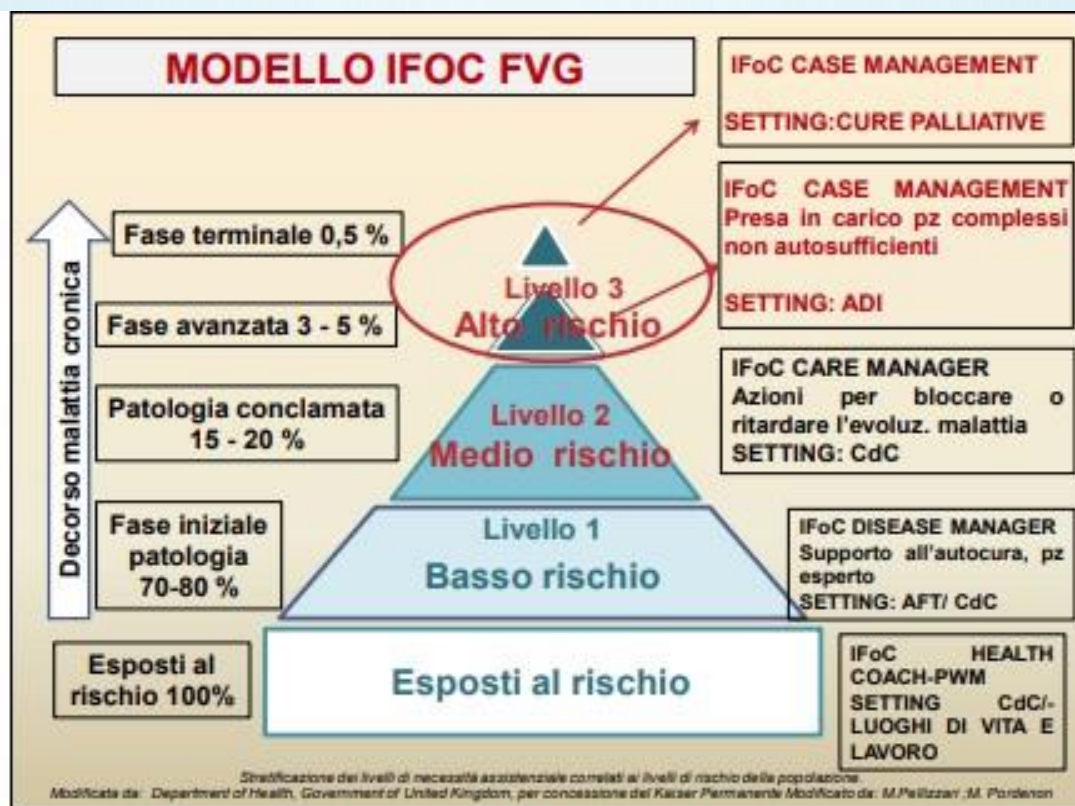 MODELLO IFOC FVG
IFoC CASE MANAGEMENT
SETTING:CURE PALLIATIVE
IFoC CASE MANAGEMENT
Presa in carico pz complessi
non autosufficienti
SETTING: ADI
IFoC CARE MANAGER
Azioni per bloccare o
ritardare l'evoluz. malattia
SETTING: CdC
IFoC DISEASE MANAGER
Supporto all'autocura, pz
esperto
SETTING: AFT/ CdC
IFoC HEALTH
COACH-PWM
SETTING CdC/-
LUOGHI DI VITA E
LAVORO
Decorso malattia cronica
Fase terminale 0,5 %
Fase avanzata 3 - 5 %
Patologia conclamata
15 - 20 %
Fase iniziale
patologia
70-80 %
Esposti al
rischio 100%
Livello 3
Alto rischio
Livello 2
Medio rischio
Livello 1
Basso rischio
Esposti al rischio
Stratificazione dei livelli di necessità assistenziale correlati ai livelli di rischio della popolazione.
Modificata da: Department of Health, Government of United Kingdom, per concessione del Kaiser Permanente Modificato da: M.Pellizzari ;M. Pordenon